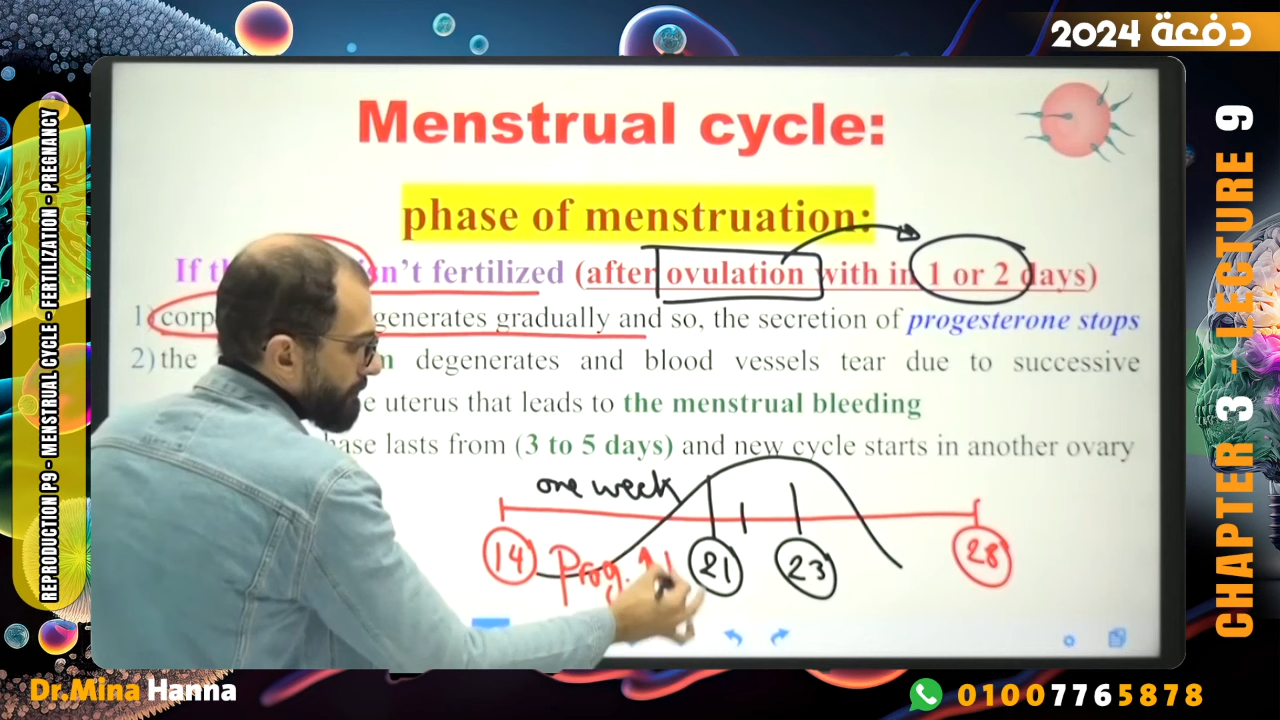 دفعة 2024
REPRODUCTION P9 - MENSTRUAL CYCLE - FERTILIZATION - PREGNANCY
CHAPTER 3 - LECTURE 9
Menstrual cycle:
phase of menstruation:
If isn't fertilized (after ovulation with in 1 or 2 days)
1) corp generates gradually and so, the secretion of progesterone stops
2) the degenerates and blood vessels tear due to successive
uterus that leads to the menstrual bleeding
lasts from (3 to 5 days) and new cycle starts in another ovary
one week
14 Prog. 21 23 28
Dr.Mina Hanna
01007765878